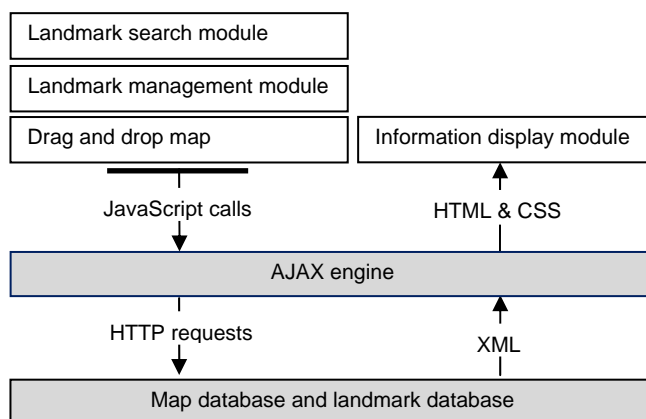 Landmark search module
Landmark management module
Drag and drop map
Information display module
JavaScript calls
HTML & CSS
AJAX engine
HTTP requests
XML
Map database and landmark database